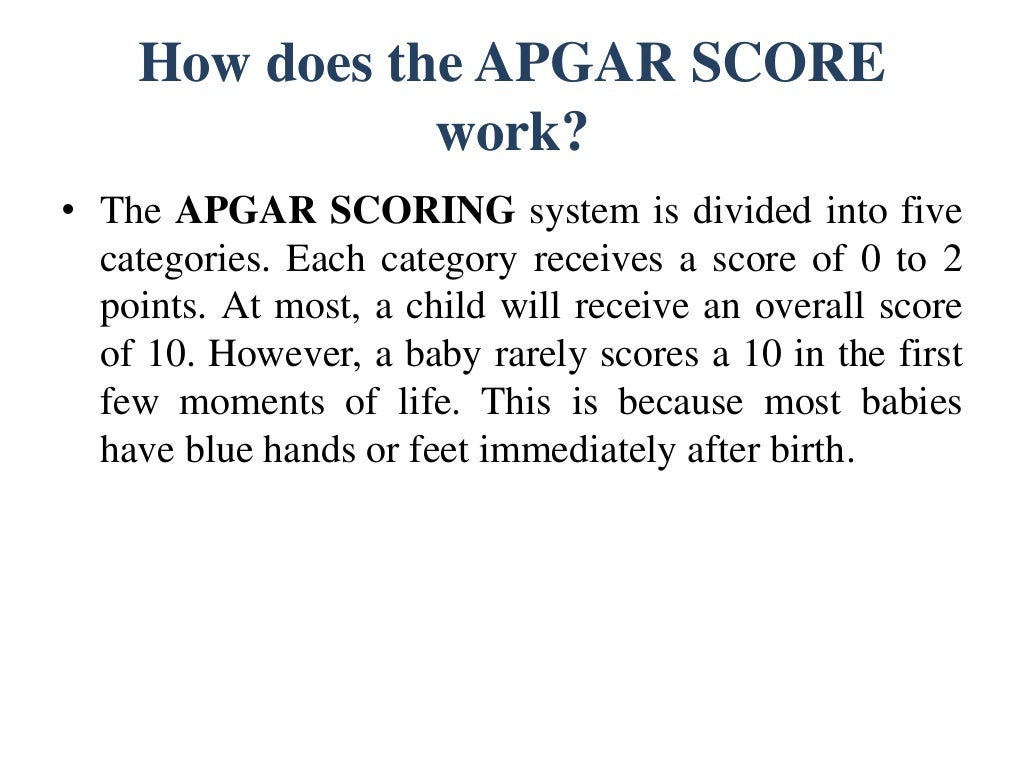 How does the APGAR SCORE
work?
• The APGAR SCORING system is divided into five
categories. Each category receives a score of 0 to 2
points. At most, a child will receive an overall score
of 10. However, a baby rarely scores a 10 in the first
few moments of life. This is because most babies
have blue hands or feet immediately after birth.